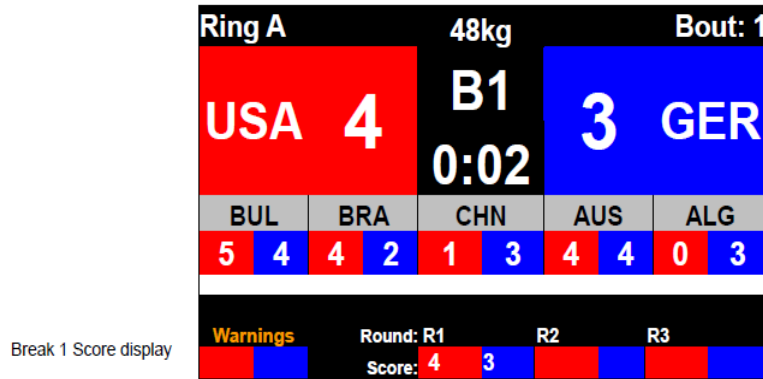 Ring A 48kg Bout: 1
B1
USA 4 3 GER
0:02
BUL BRA CHN AUS ALG
5 4 4 2 1 3 4 4 0 3
Warnings Round: R1 R2 R3
Break 1 Score display
Score: 4 3